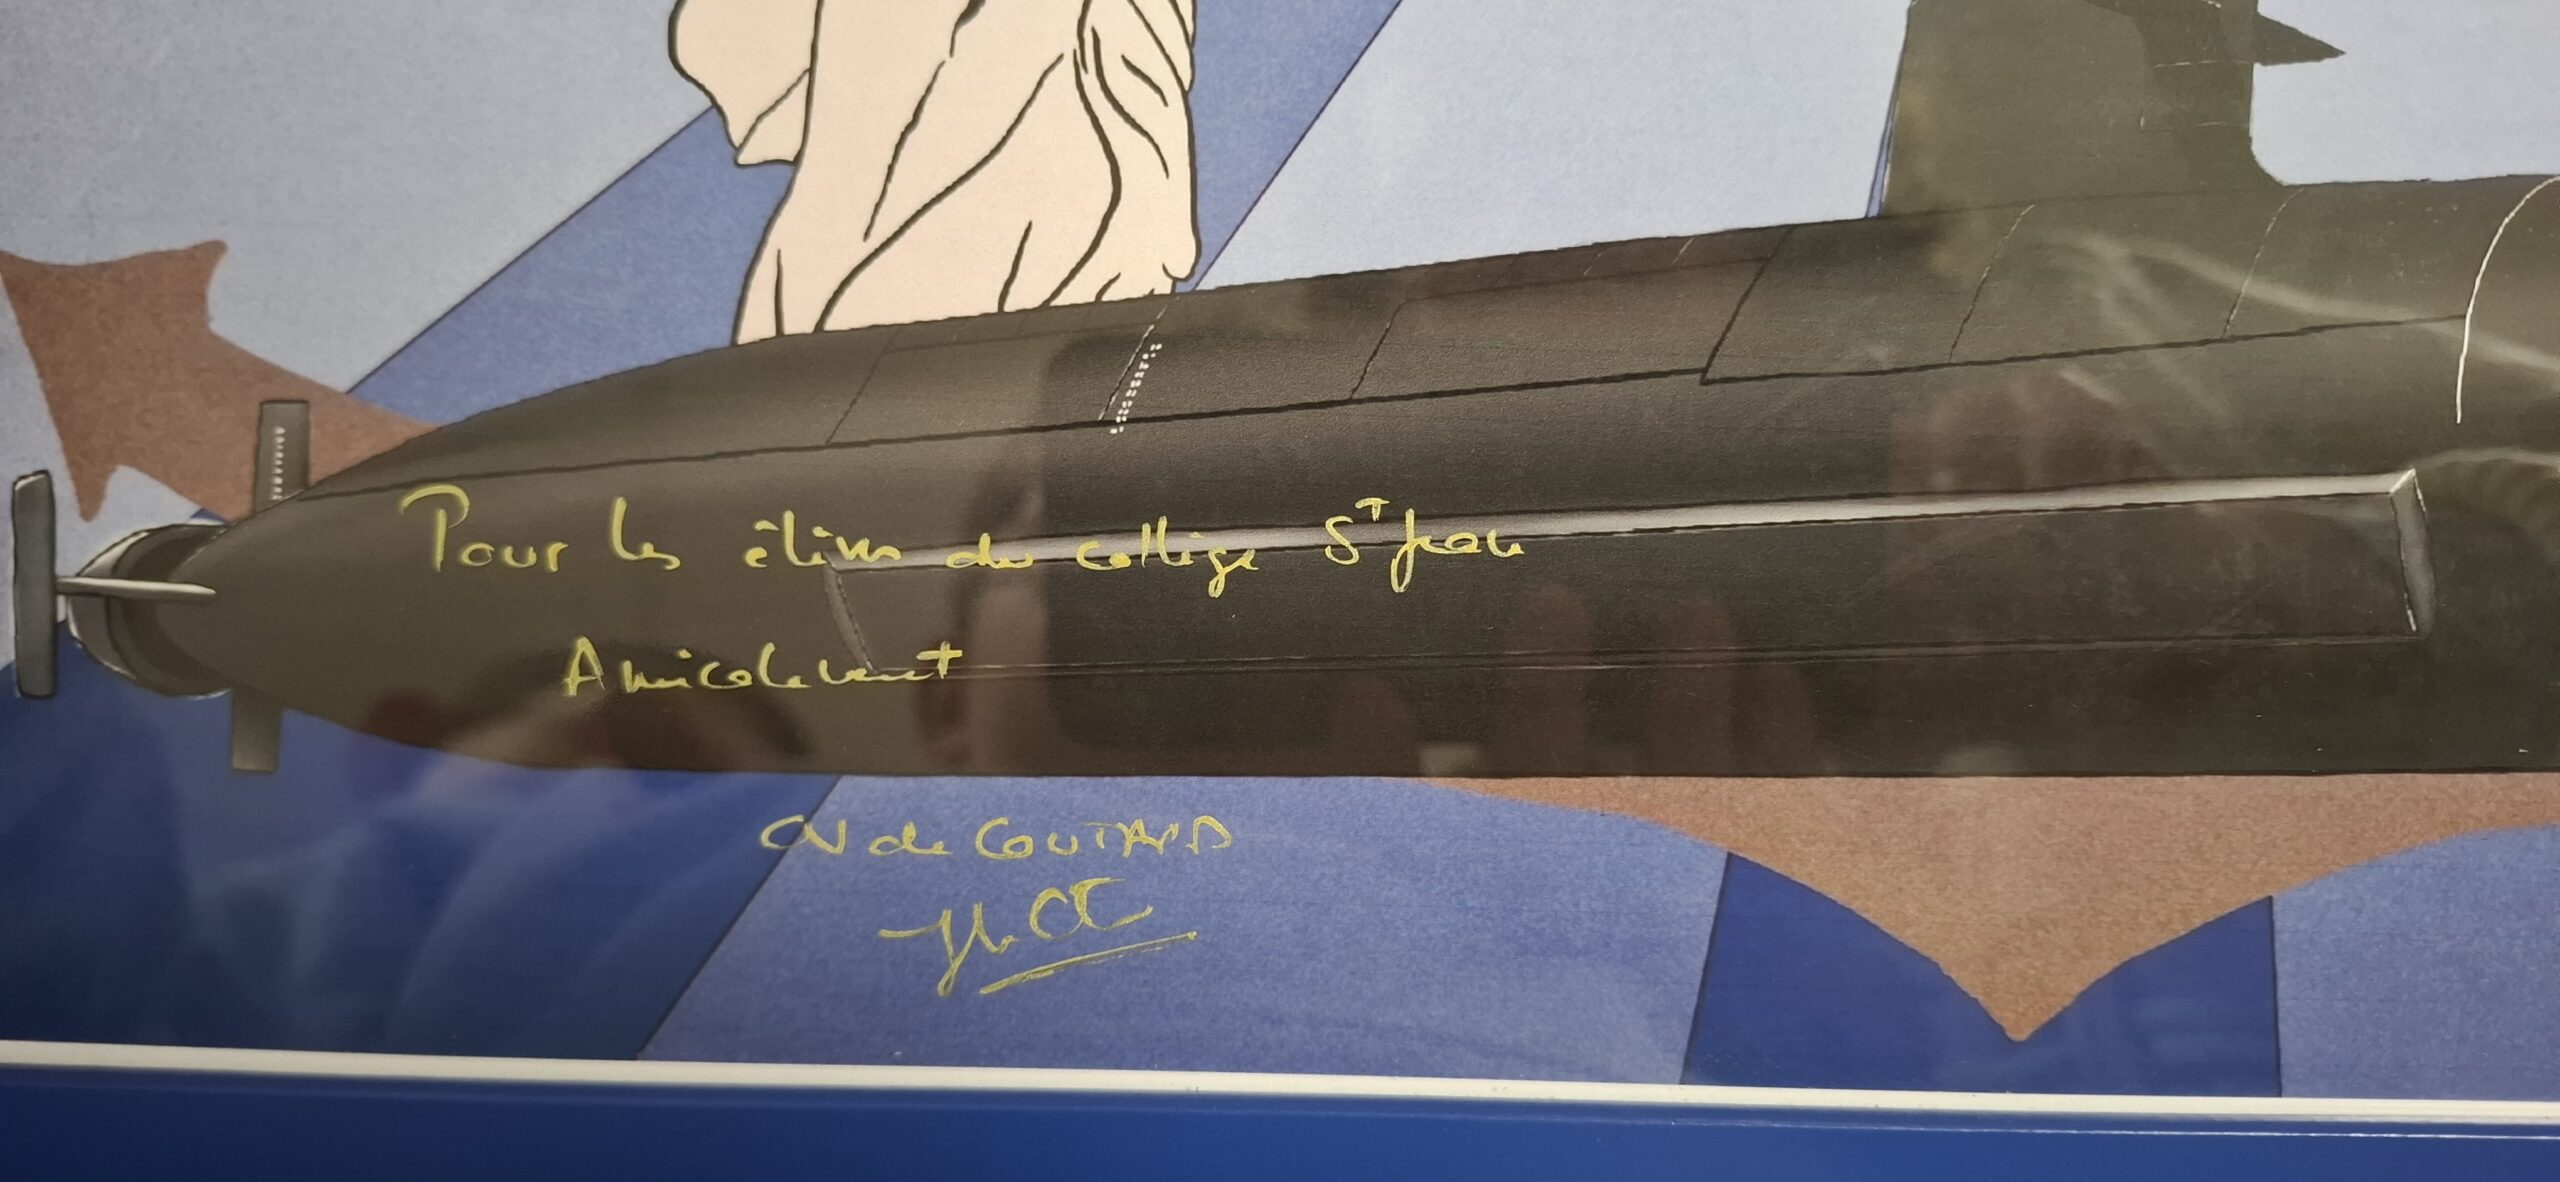 Pour les élèves du collège Sᵀ Jean
Amicalement
CV de COUTARD